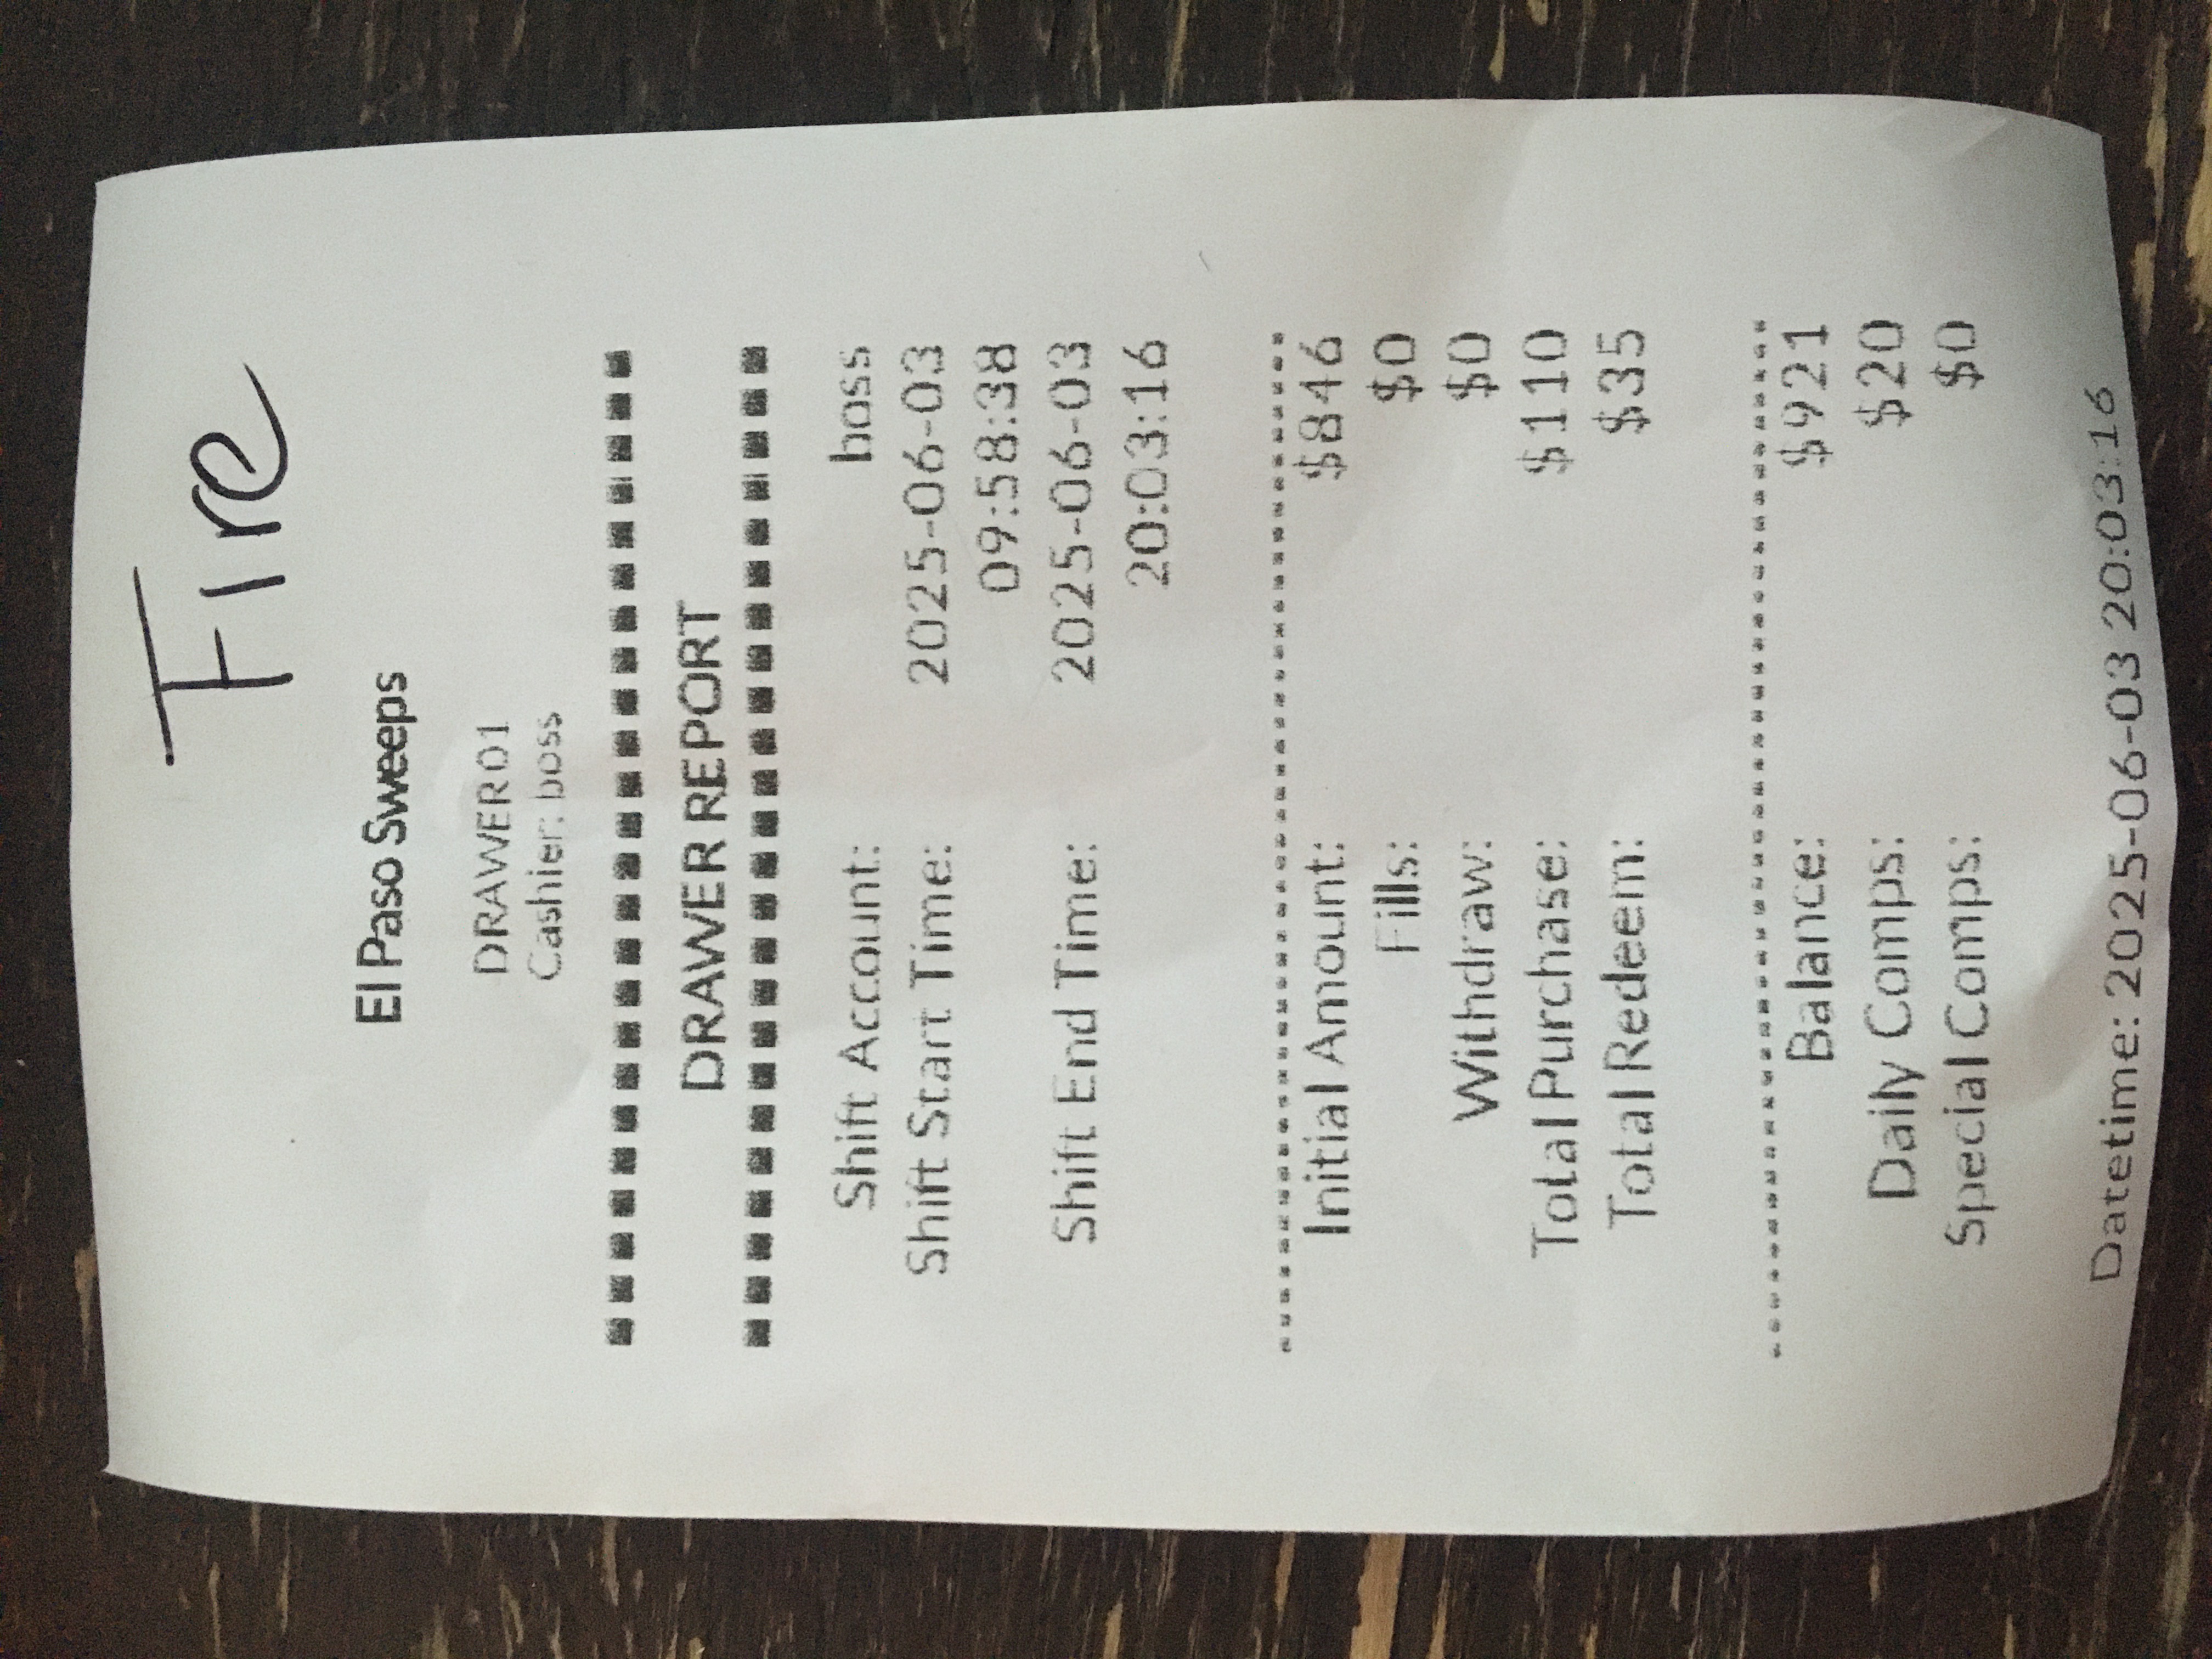 Fire
El Paso Sweeps
DRAWER01
Cashier: boss
DRAWER REPORT
Shift Account: boss
Shift Start Time: 2025-06-03
09:58:38
Shift End Time: 2025-06-03
20:03:16
Initial Amount: $846
Fills: $0
Withdraw: $0
Total Purchase: $110
Total Redeem: $35
Balance: $921
Daily Comps: $20
Special Comps: $0
Datetime: 2025-06-03 20:03:16